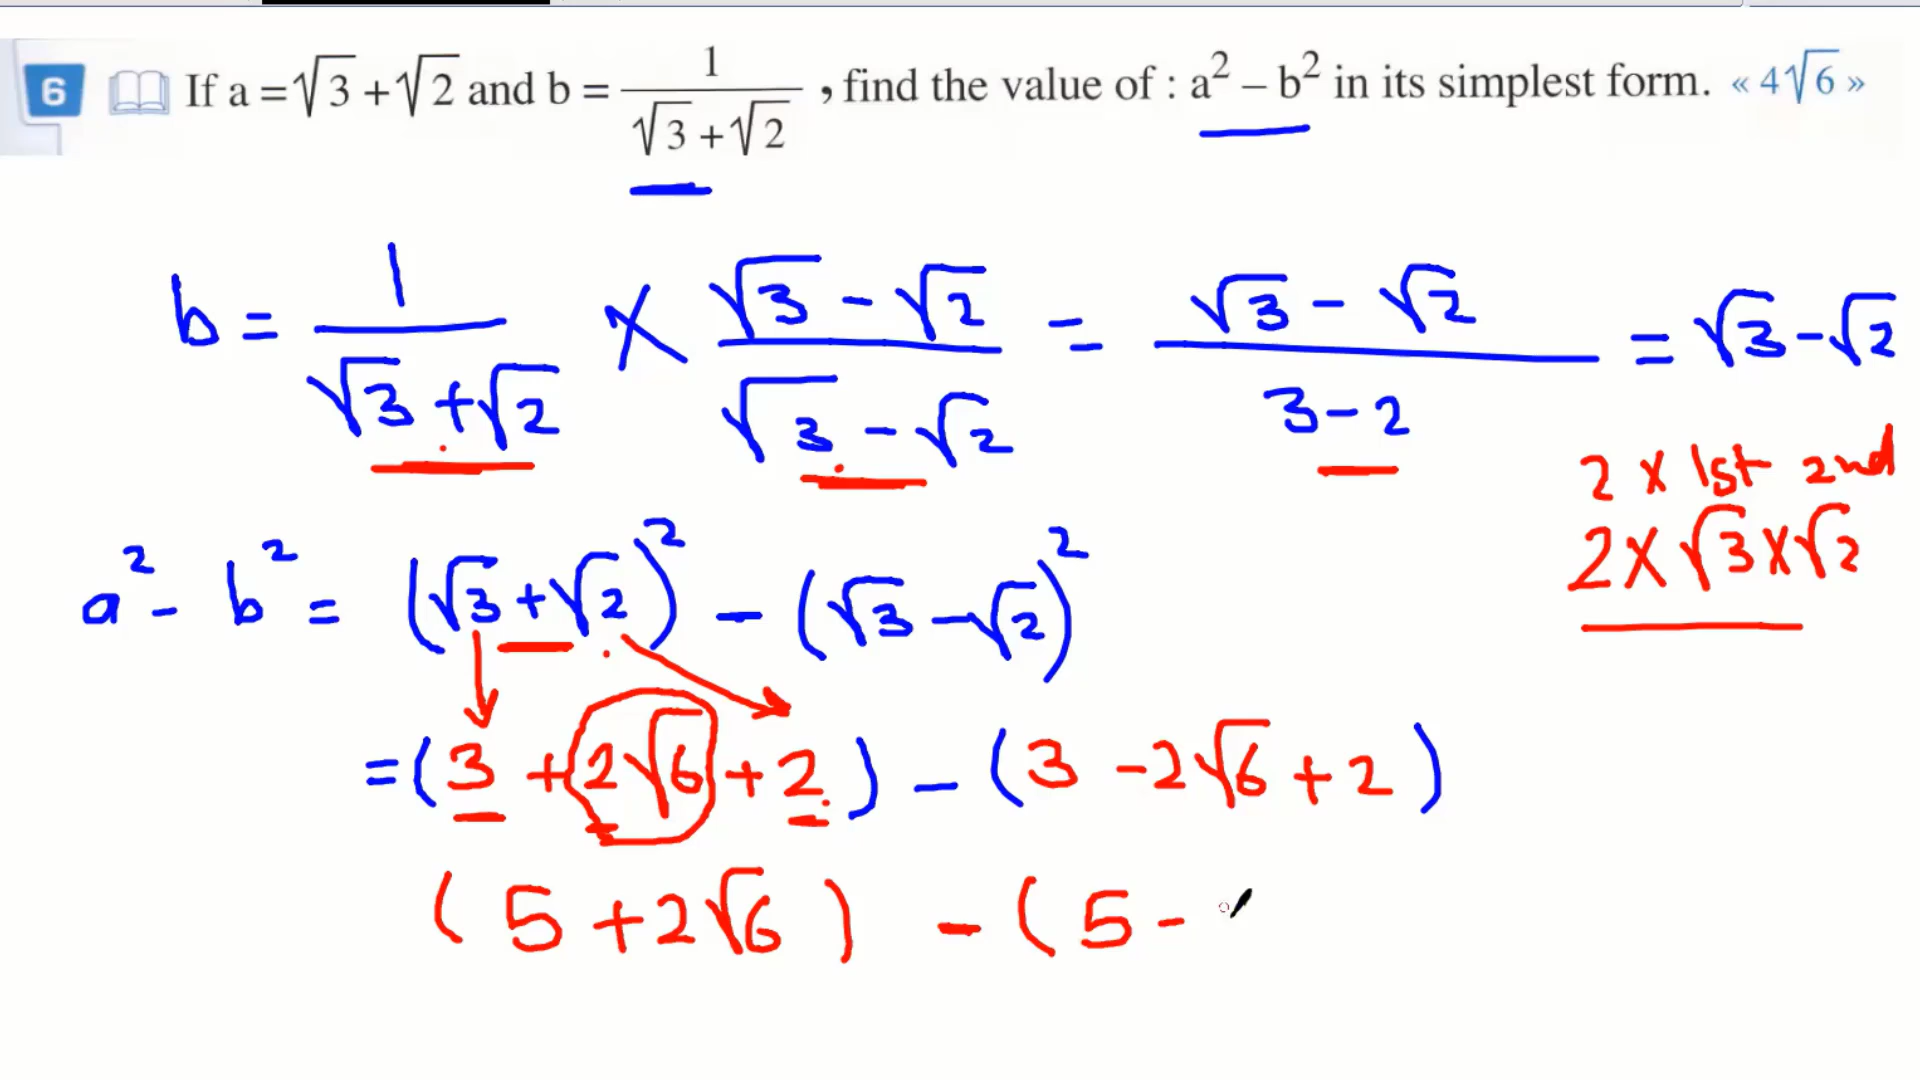 6 If a = √3 + √2 and b = 1/(√3 + √2) , find the value of : a² – b² in its simplest form. « 4√6 »
b = 1/(√3 + √2) × (√3 – √2)/(√3 – √2) = (√3 – √2)/(3 – 2) = √3 – √2
2 × 1st 2nd
2 × √3 × √2
a² – b² = (√3 + √2)² – (√3 – √2)²
= (3 + 2√6 + 2) – (3 – 2√6 + 2)
(5 + 2√6) – (5 –